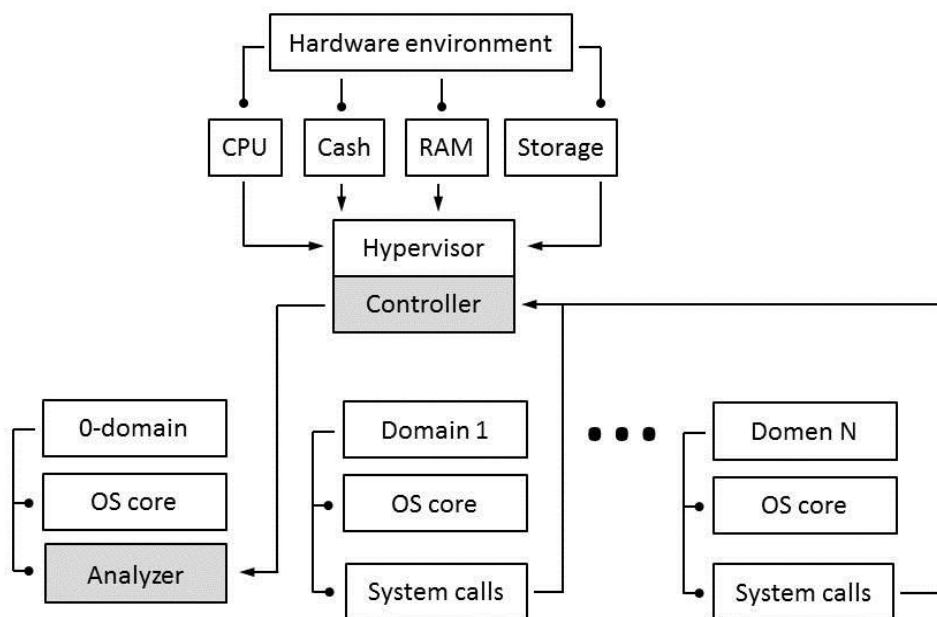 Hardware environment
CPU
Cash
RAM
Storage
Hypervisor
Controller
0-domain
OS core
Analyzer
Domain 1
OS core
System calls
Domen N
OS core
System calls